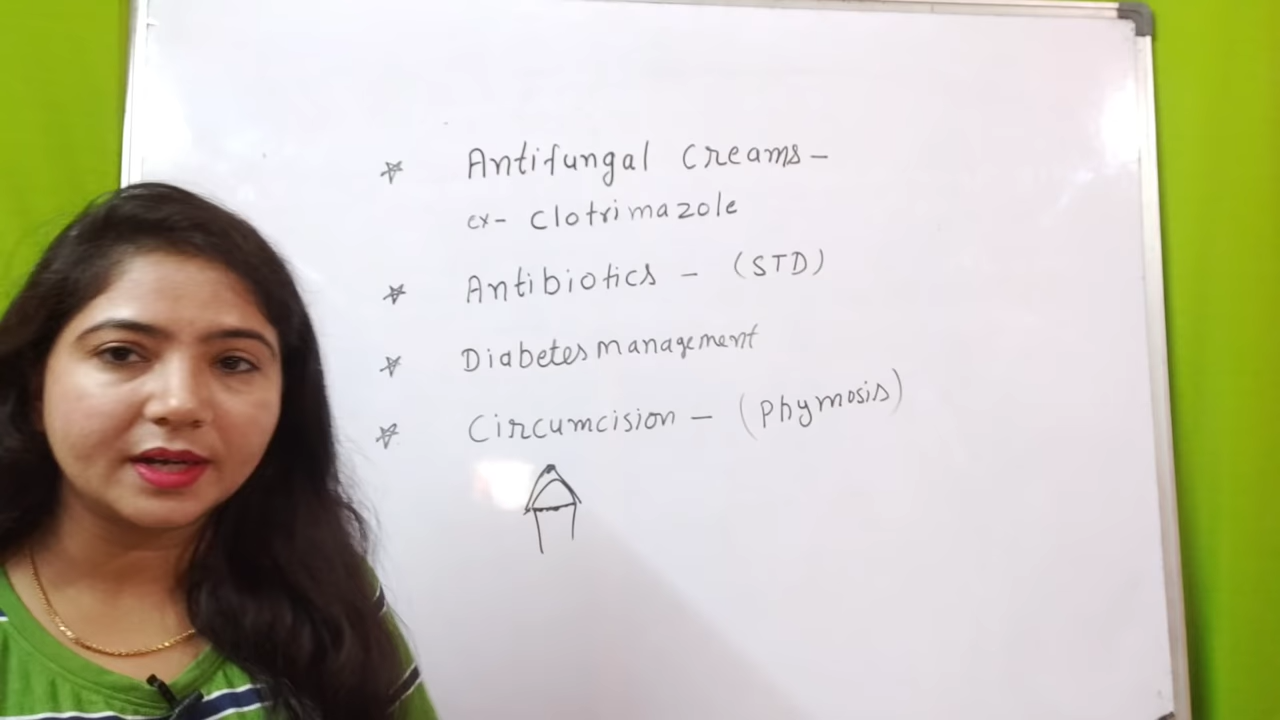 Antifungal Creams-
ex- Clotrimazole
Antibiotics - (STD)
Diabetes management
Circumcision - (Phymosis)